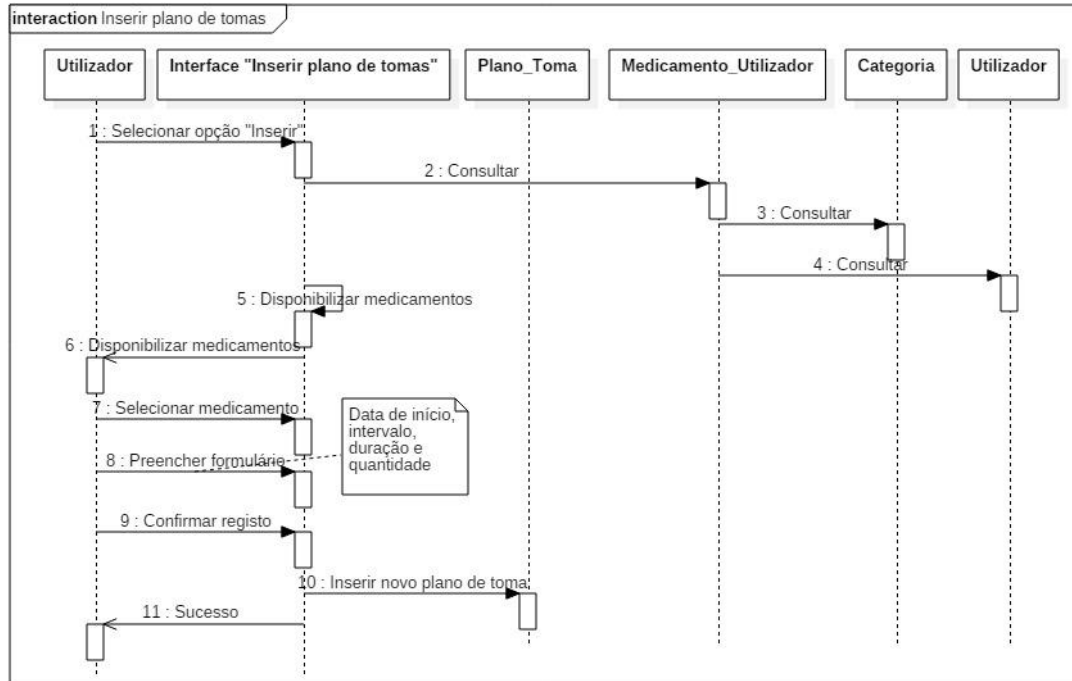 interaction Inserir plano de tomas
Utilizador
Interface "Inserir plano de tomas"
Plano_Toma
Medicamento_Utilizador
Categoria
Utilizador
1 : Selecionar opção "Inserir"
2 : Consultar
3 : Consultar
4 : Consultar
5 : Disponibilizar medicamentos
6 : Disponibilizar medicamentos
7 : Selecionar medicamento
Data de início,
intervalo,
duração e
quantidade
8 : Preencher formulário
9 : Confirmar registo
10 : Inserir novo plano de toma
11 : Sucesso